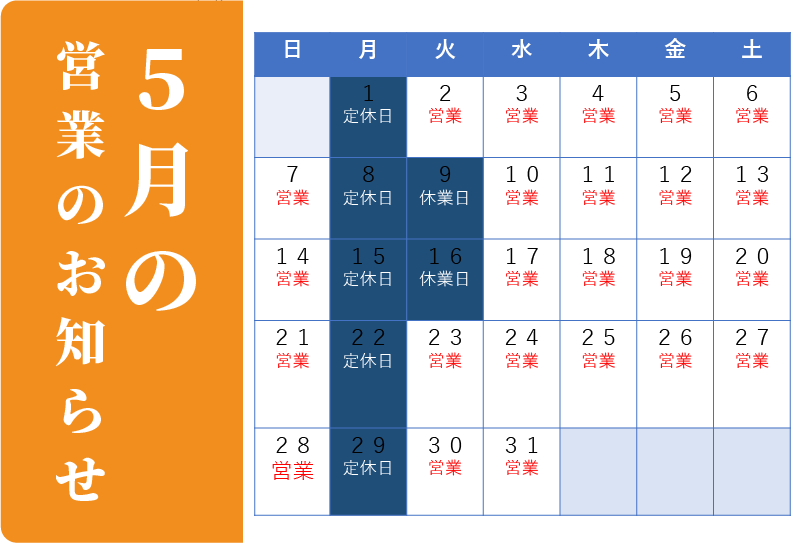 5月の
営業のお知らせ
日 月 火 水 木 金 土
1 2 3 4 5 6
定休日 営業 営業 営業 営業 営業
7 8 9 10 11 12 13
営業 定休日 休業日 営業 営業 営業 営業
14 15 16 17 18 19 20
営業 定休日 休業日 営業 営業 営業 営業
21 22 23 24 25 26 27
営業 定休日 営業 営業 営業 営業 営業
28 29 30 31
営業 定休日 営業 営業